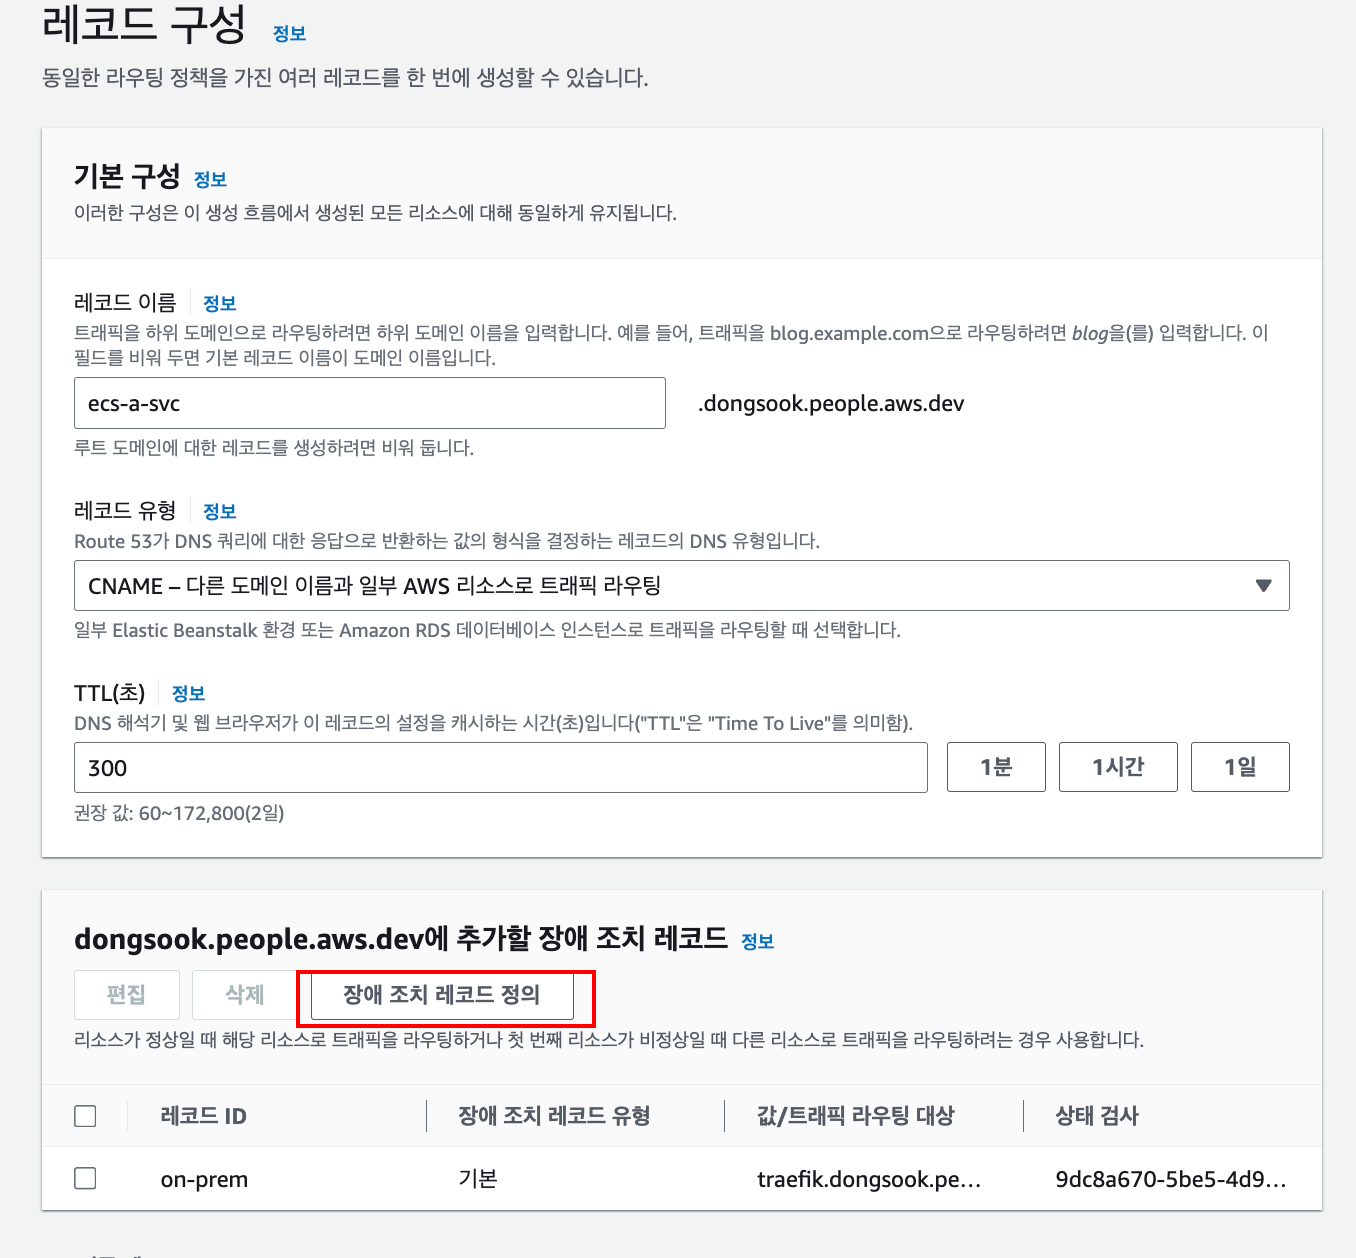 레코드 구성 정보
동일한 라우팅 정책을 가진 여러 레코드를 한 번에 생성할 수 있습니다.
기본 구성 정보
이러한 구성은 이 생성 흐름에서 생성된 모든 리소스에 대해 동일하게 유지됩니다.
레코드 이름 정보
트래픽을 하위 도메인으로 라우팅하려면 하위 도메인 이름을 입력합니다. 예를 들어, 트래픽을 blog.example.com으로 라우팅하려면 blog을(를) 입력합니다. 이
필드를 비워 두면 기본 레코드 이름이 도메인 이름입니다.
ecs-a-svc .dongsook.people.aws.dev
루트 도메인에 대한 레코드를 생성하려면 비워 둡니다.
레코드 유형 정보
Route 53가 DNS 쿼리에 대한 응답으로 반환하는 값의 형식을 결정하는 레코드의 DNS 유형입니다.
CNAME – 다른 도메인 이름과 일부 AWS 리소스로 트래픽 라우팅
일부 Elastic Beanstalk 환경 또는 Amazon RDS 데이터베이스 인스턴스로 트래픽을 라우팅할 때 선택합니다.
TTL(초) 정보
DNS 해석기 및 웹 브라우저가 이 레코드의 설정을 캐시하는 시간(초)입니다("TTL"은 "Time To Live"를 의미함).
300 1분 1시간 1일
권장 값: 60~172,800(2일)
dongsook.people.aws.dev에 추가할 장애 조치 레코드 정보
편집 삭제 장애 조치 레코드 정의
리소스가 정상일 때 해당 리소스로 트래픽을 라우팅하거나 첫 번째 리소스가 비정상일 때 다른 리소스로 트래픽을 라우팅하려는 경우 사용합니다.
레코드 ID 장애 조치 레코드 유형 값/트래픽 라우팅 대상 상태 검사
on-prem 기본 traefik.dongsook.pe... 9dc8a670-5be5-4d9...